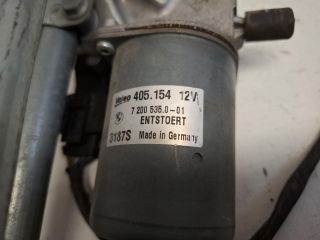 Valeo 405.154 12V
7 200 535.0-01
ENTSTOERT
3187S Made in Germany